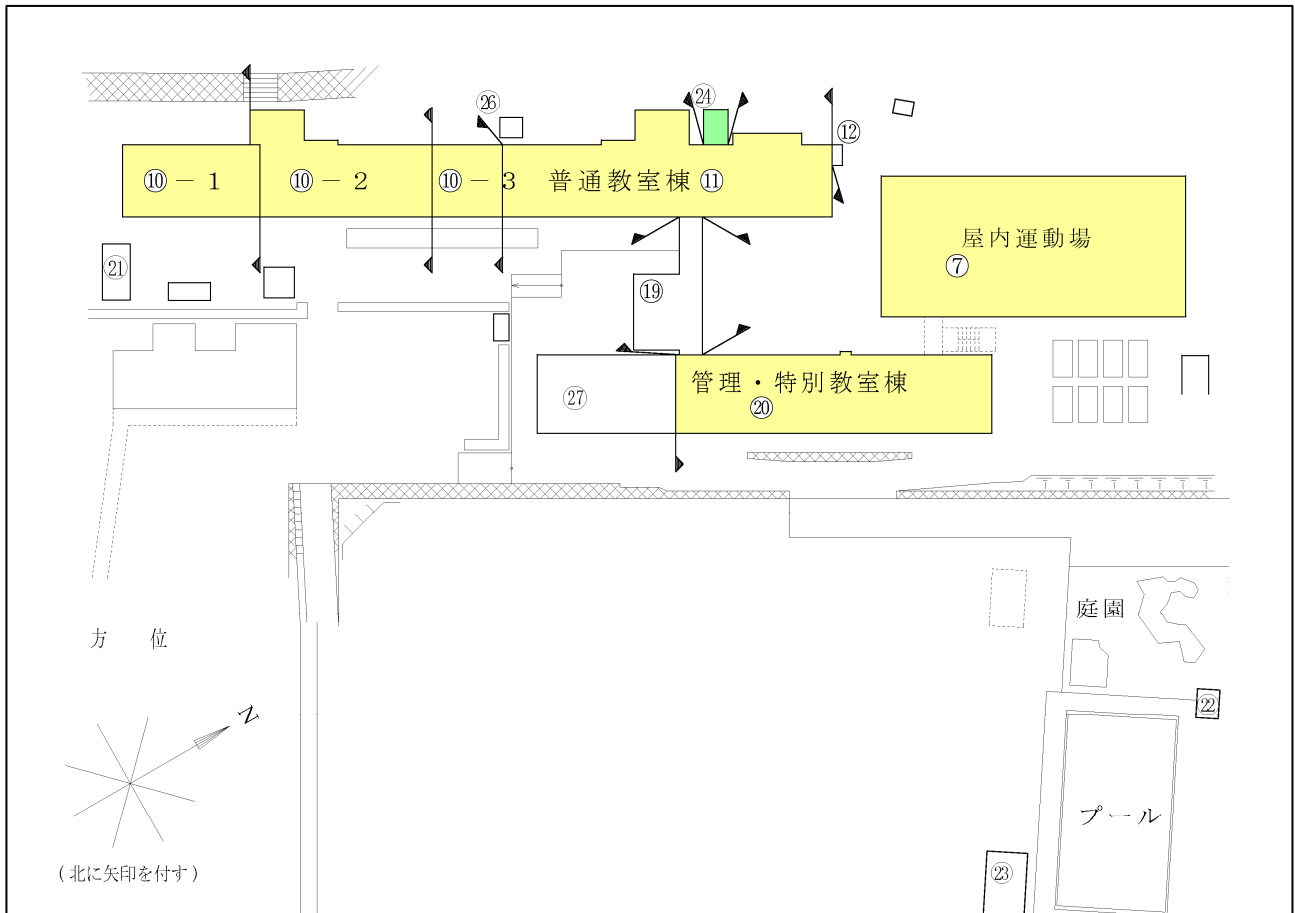 ㉖
㉔
⑫
⑩－１
⑩－２
⑩－３
普通教室棟⑪
屋内運動場
⑦
㉑
⑲
管理・特別教室棟
⑳
㉗
庭園
方　位
N
㉒
プール
㉓
(北に矢印を付す)